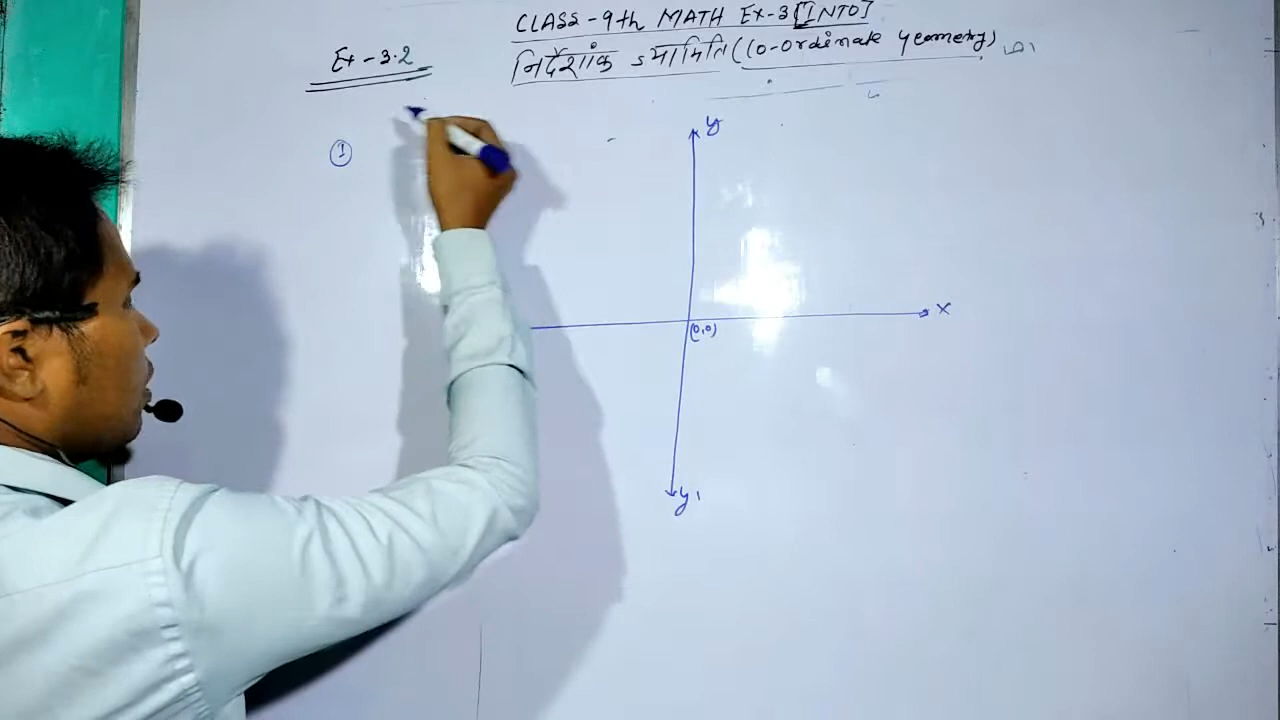 CLASS-9th MATH EX-3 [INTO]
निर्देशांक ज्यामिति (Co-ordinate Geometry)
Ex-3.2
①
y
x
(0,0)
y'